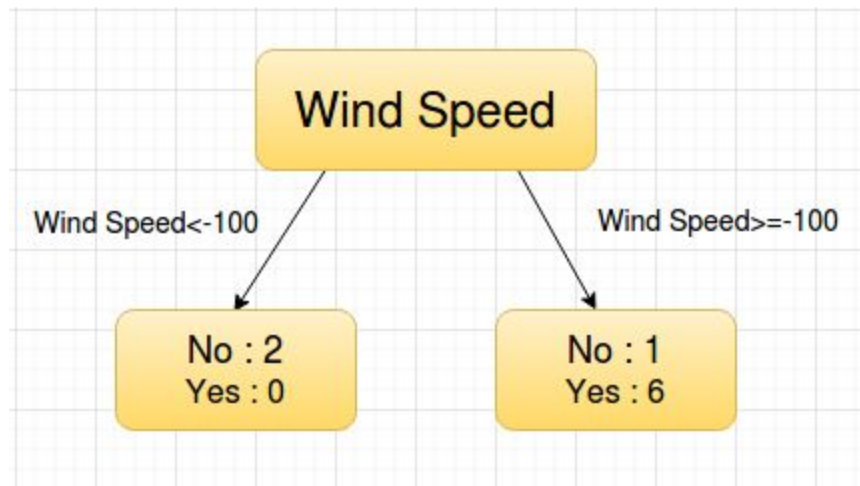 Wind Speed
Wind Speed<-100
Wind Speed>=-100
No : 2
Yes : 0
No : 1
Yes : 6